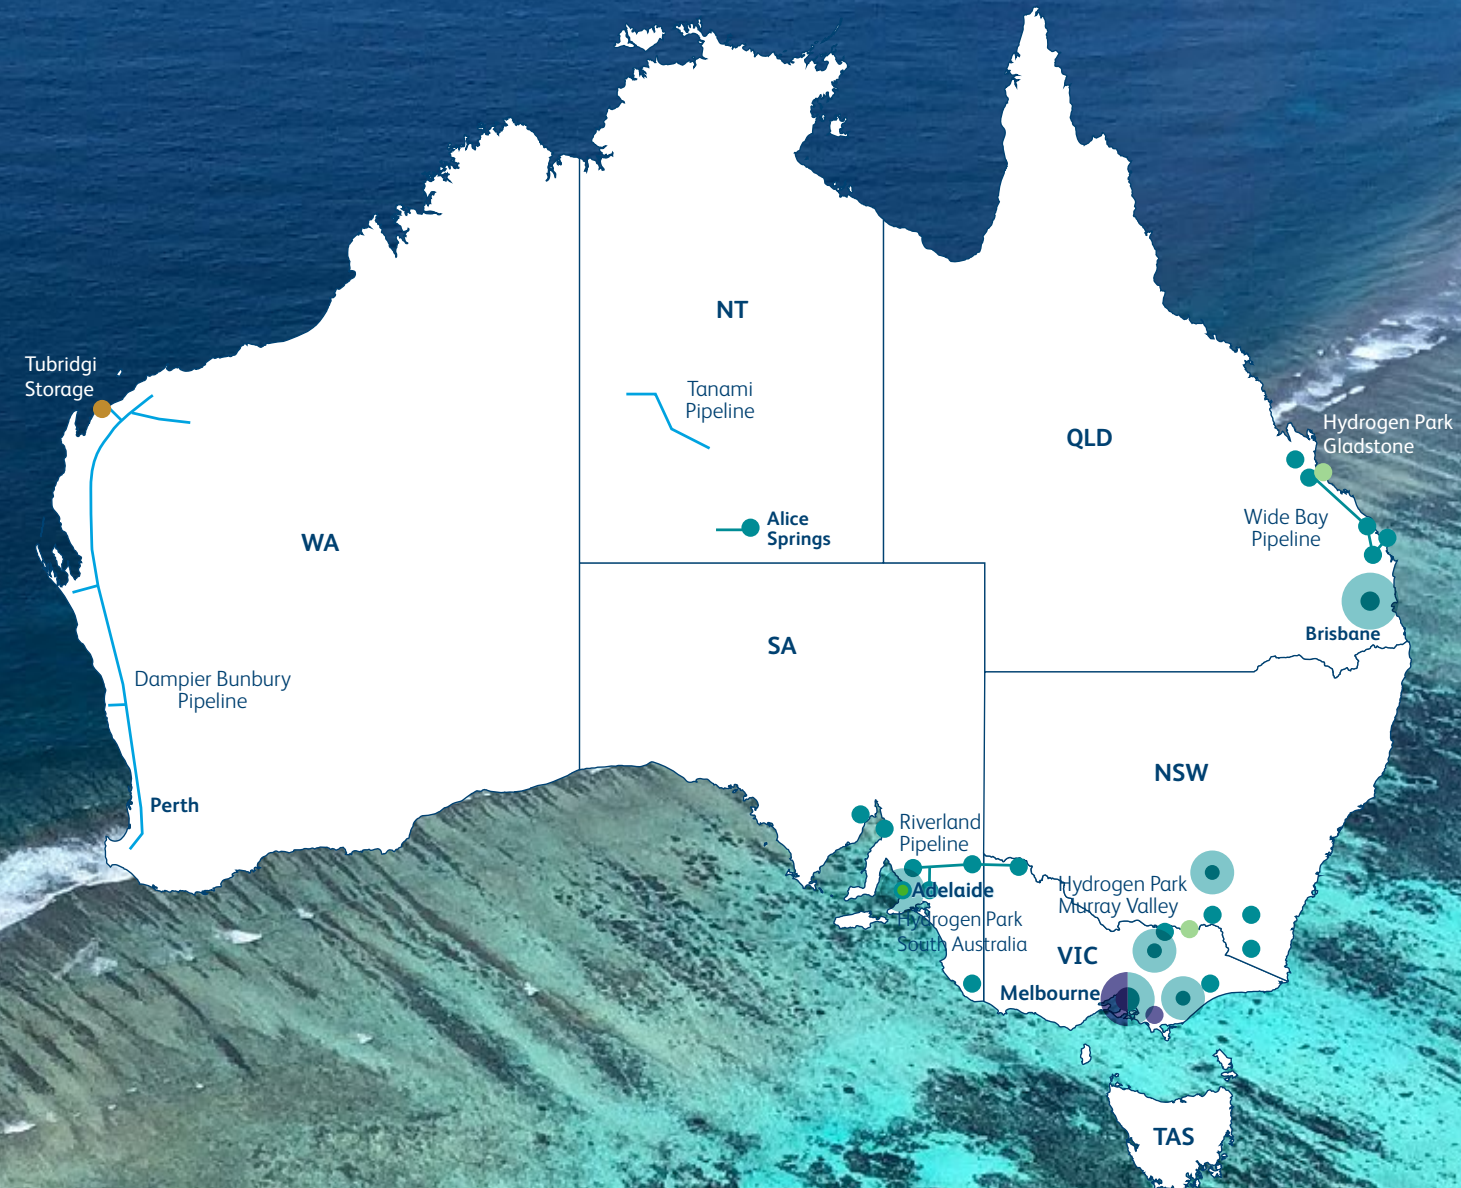 NT
Tubridgi
Storage
Tanami
Pipeline
Hydrogen Park
Gladstone
QLD
Alice
Springs
Wide Bay
Pipeline
WA
Brisbane
SA
Dampier Bunbury
Pipeline
NSW
Perth
Riverland
Pipeline
Adelaide
Hydrogen Park
Murray Valley
Hydrogen Park
South Australia
VIC
Melbourne
TAS